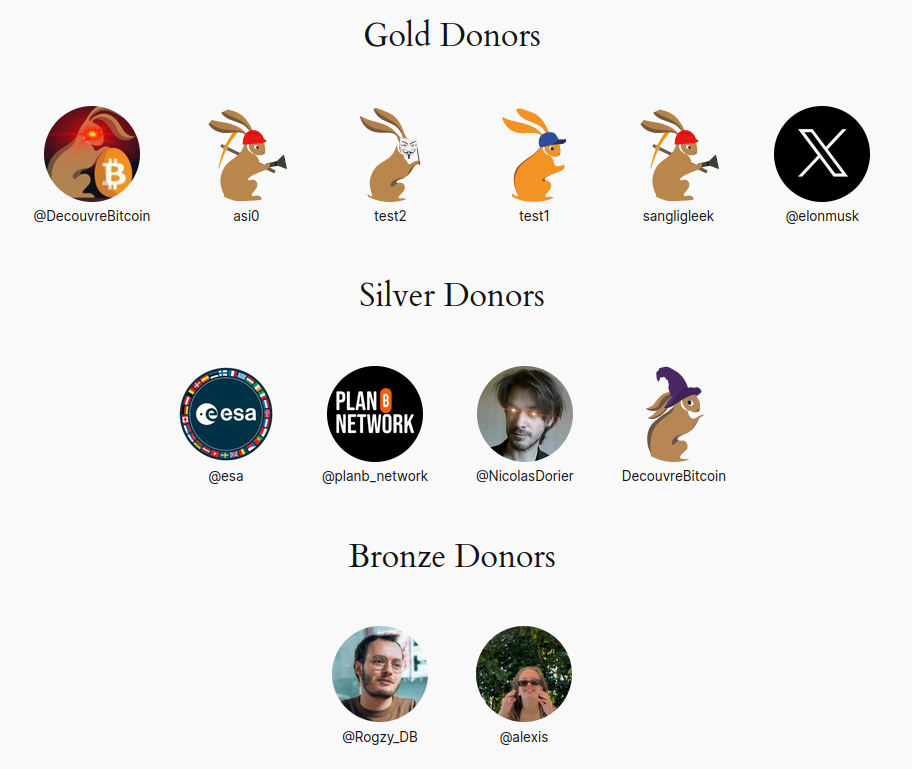 Gold Donors
@DecouvreBitcoin
asi0
test2
test1
sangligleek
@elonmusk
Silver Donors
esa
PLAN B
NETWORK
@esa
@planb_network
@NicolasDorier
DecouvreBitcoin
Bronze Donors
@Rogzy_DB
@alexis